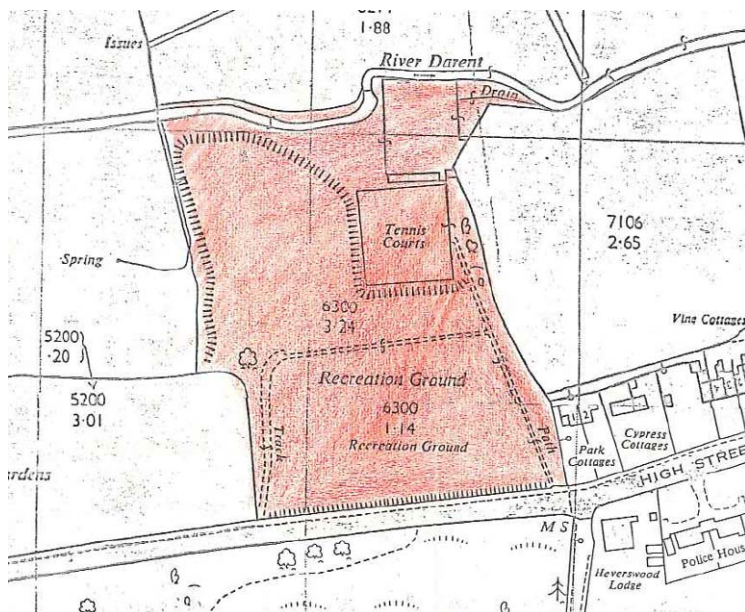 Issues
1·88
River Darent
Drain
Tennis
Courts
7106
2·65
Spring
6300
3·24
Vine Cottages
5200
·20
5200
3·01
Recreation Ground
6300
1·14
Recreation Ground
Track
Path
Park
Cottages
Cypress
Cottages
HIGH STREE
rdens
M S
Heverswood
Lodge
Police Hou